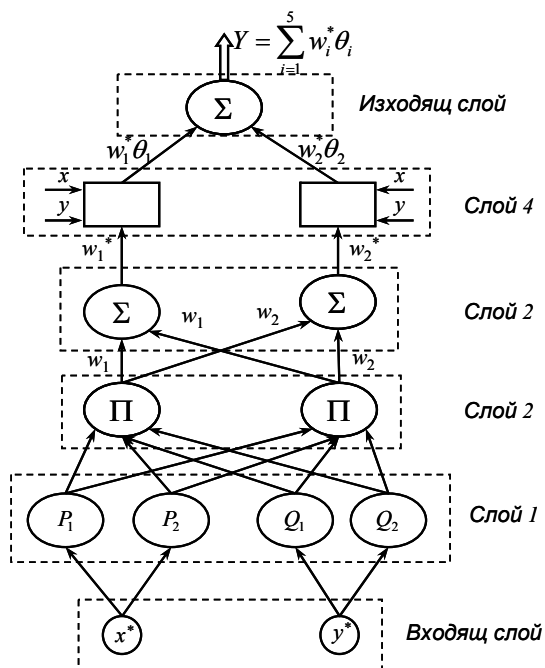 Y = \sum_{i=1}^{5} w_i^* θ_i
Σ
Изходящ слой
w_1^*θ_1 w_2^*θ_2
x x
y y
Слой 4
w_1^* w_2^*
Σ w_1 w_2 Σ
Слой 2
w_1 w_2
Π Π
Слой 2
P_1 P_2 Q_1 Q_2
Слой 1
x* y*
Входящ слой